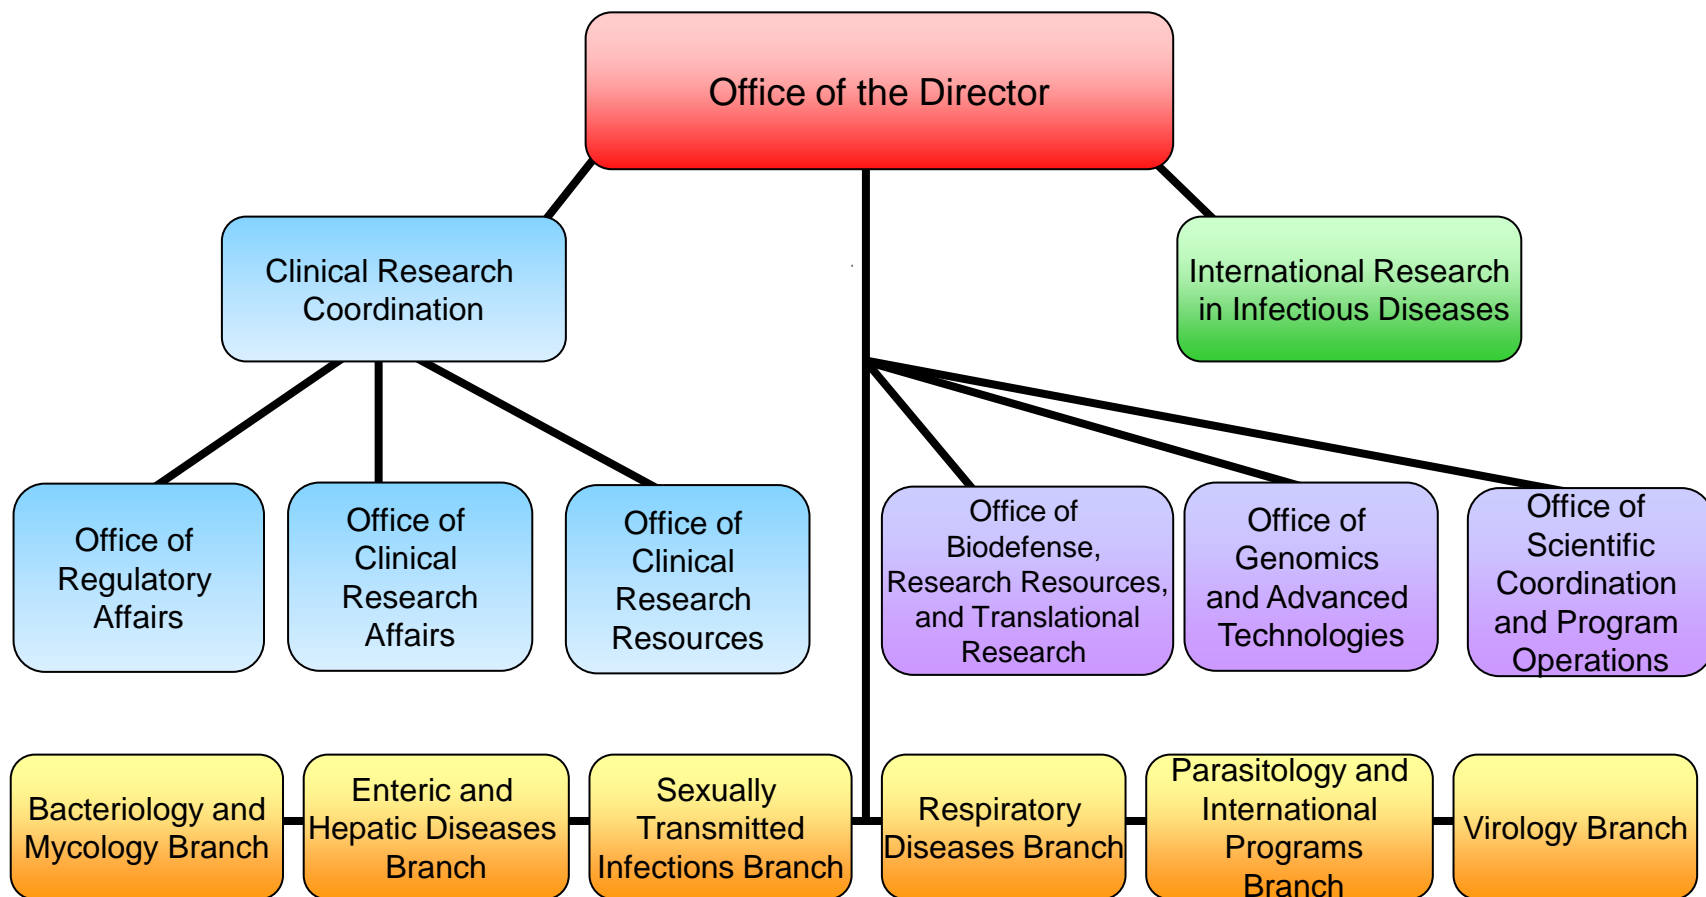 Office of the Director
Clinical Research
Coordination
International Research
in Infectious Diseases
Office of
Regulatory
Affairs
Office of
Clinical
Research
Affairs
Office of
Clinical
Research
Resources
Office of
Biodefense,
Research Resources,
and Translational
Research
Office of
Genomics
and Advanced
Technologies
Office of
Scientific
Coordination
and Program
Operations
Bacteriology and
Mycology Branch
Enteric and
Hepatic Diseases
Branch
Sexually
Transmitted
Infections Branch
Respiratory
Diseases Branch
Parasitology and
International
Programs
Branch
Virology Branch